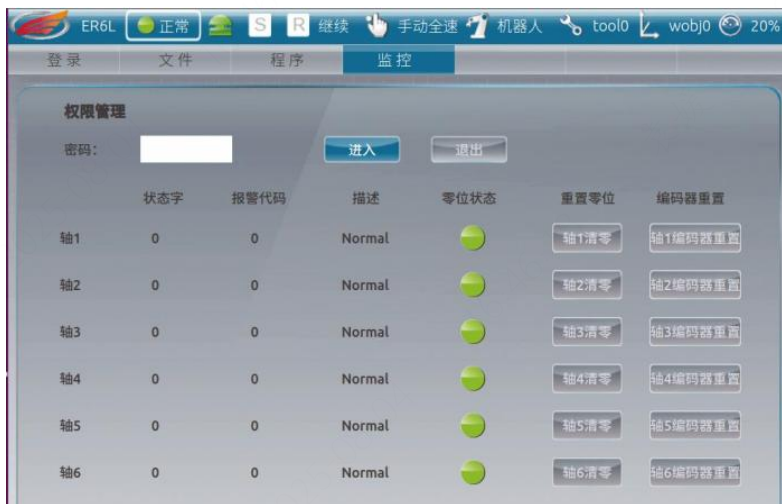 ER6L 正常 S R 继续 手动全速 机器人 tool0 wobj0 20%
登录 文件 程序 监控
权限管理
密码: 进入 退出
状态字 报警代码 描述 零位状态 重置零位 编码器重置
轴1 0 0 Normal 轴1清零 轴1编码器重置
轴2 0 0 Normal 轴2清零 轴2编码器重置
轴3 0 0 Normal 轴3清零 轴3编码器重置
轴4 0 0 Normal 轴4清零 轴4编码器重置
轴5 0 0 Normal 轴5清零 轴5编码器重置
轴6 0 0 Normal 轴6清零 轴6编码器重置